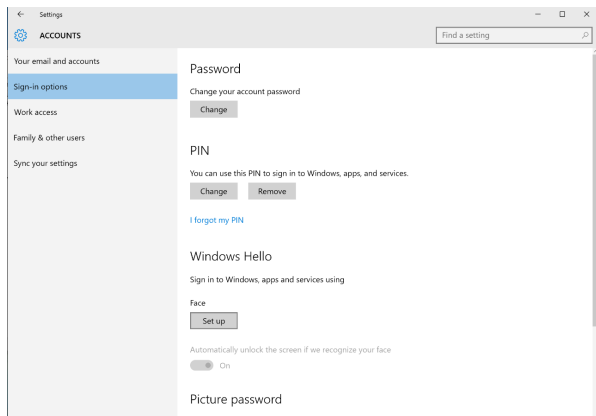 Settings
ACCOUNTS
Find a setting
Your email and accounts
Sign-in options
Work access
Family & other users
Sync your settings
Password
Change your account password
Change
PIN
You can use this PIN to sign in to Windows, apps, and services.
Change Remove
I forgot my PIN
Windows Hello
Sign in to Windows, apps and services using
Face
Set up
Automatically unlock the screen if we recognize your face
On
Picture password